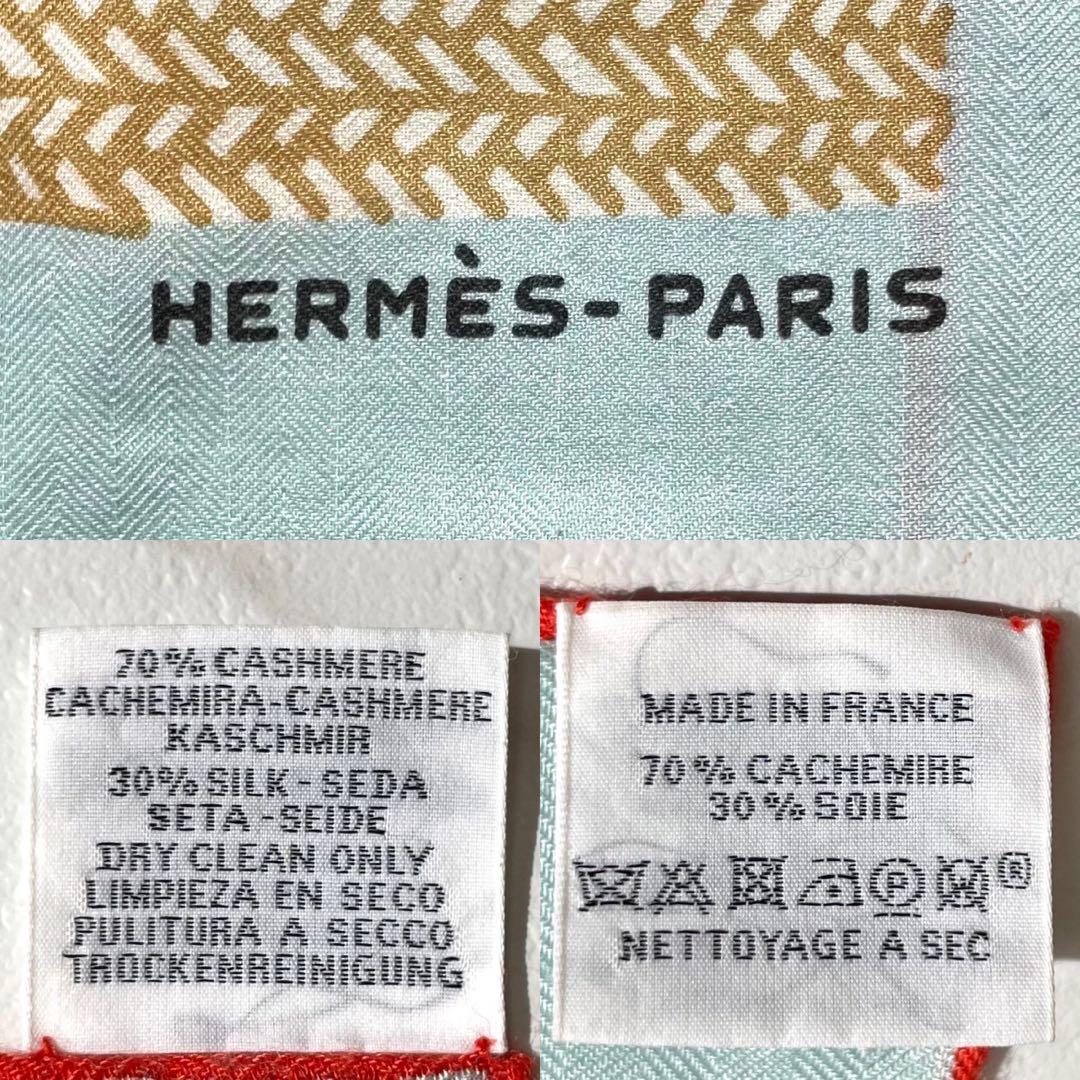 HERMÈS-PARIS
70% CASHMERE
CACHEMIRA-CASHMERE
KASCHMIR
30% SILK-SEDA
SETA-SEIDE
DRY CLEAN ONLY
LIMPIEZA EN SECO
PULITURA A SECCO
TROCKENREINIGUNG
MADE IN FRANCE
70% CACHEMIRE
30% SOIE
P W ®
NETTOYAGE A SEC